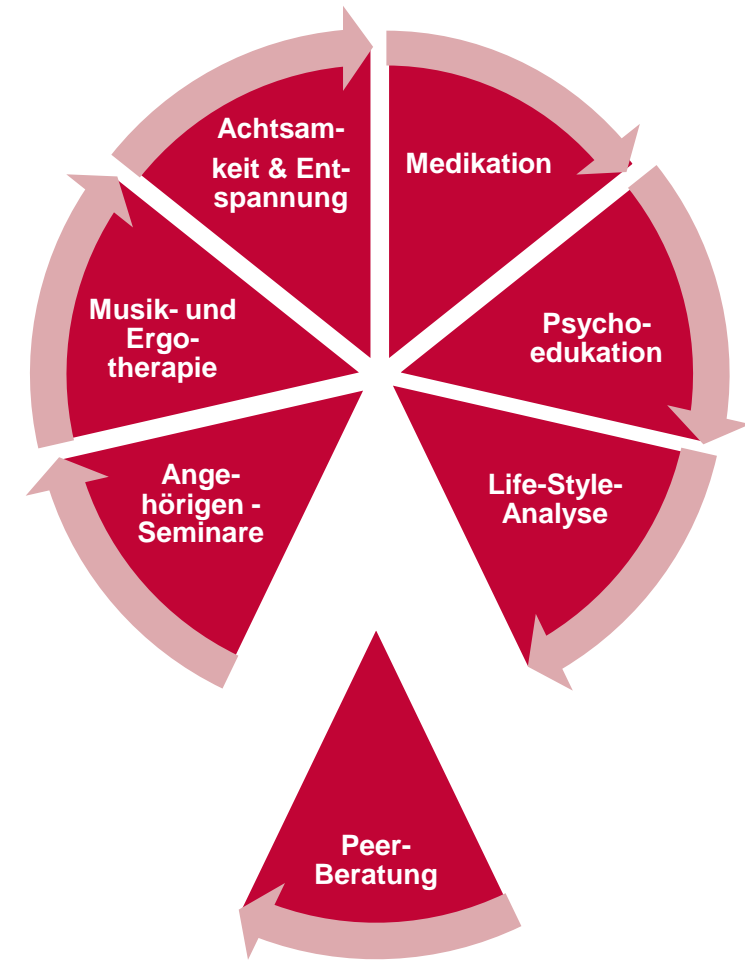 Achtsam-
keit & Ent-
spannung
Medikation
Psycho-
edukation
Life-Style-
Analyse
Peer-
Beratung
Ange-
hörigen -
Seminare
Musik- und
Ergo-
therapie